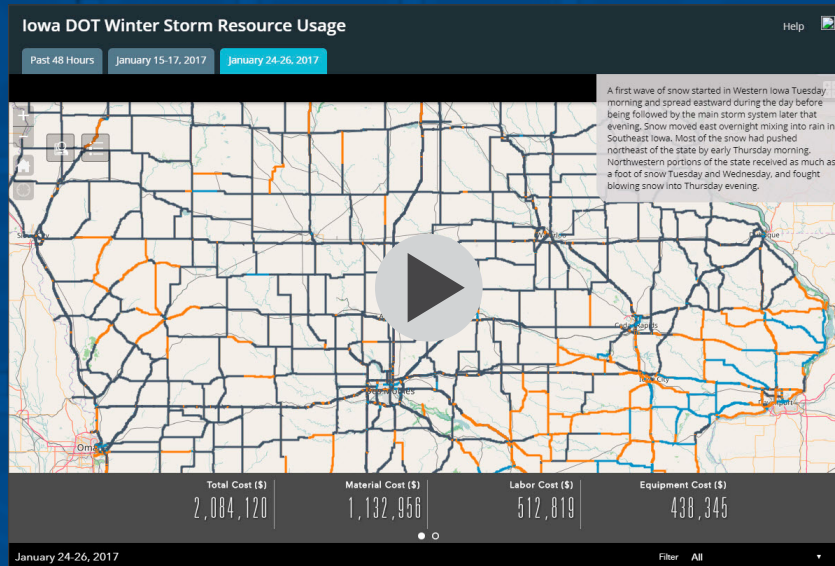 Iowa DOT Winter Storm Resource Usage
Help
Past 48 Hours
January 15-17, 2017
January 24-26, 2017
A first wave of snow started in Western Iowa Tuesday
morning and spread eastward during the day before
being followed by the main storm system later that
evening. Snow moved east overnight mixing into rain in
Southeast Iowa. Most of the snow had pushed
northeast of the state by early Thursday morning.
Northwestern portions of the state received as much as
a foot of snow Tuesday and Wednesday, and fought
blowing snow into Thursday evening.
Cedar Rapids
Iowa City
Des Moines
Total Cost ($)
2,084,120
Material Cost ($)
1,132,956
Labor Cost ($)
512,819
Equipment Cost ($)
438,345
January 24-26, 2017
Filter All